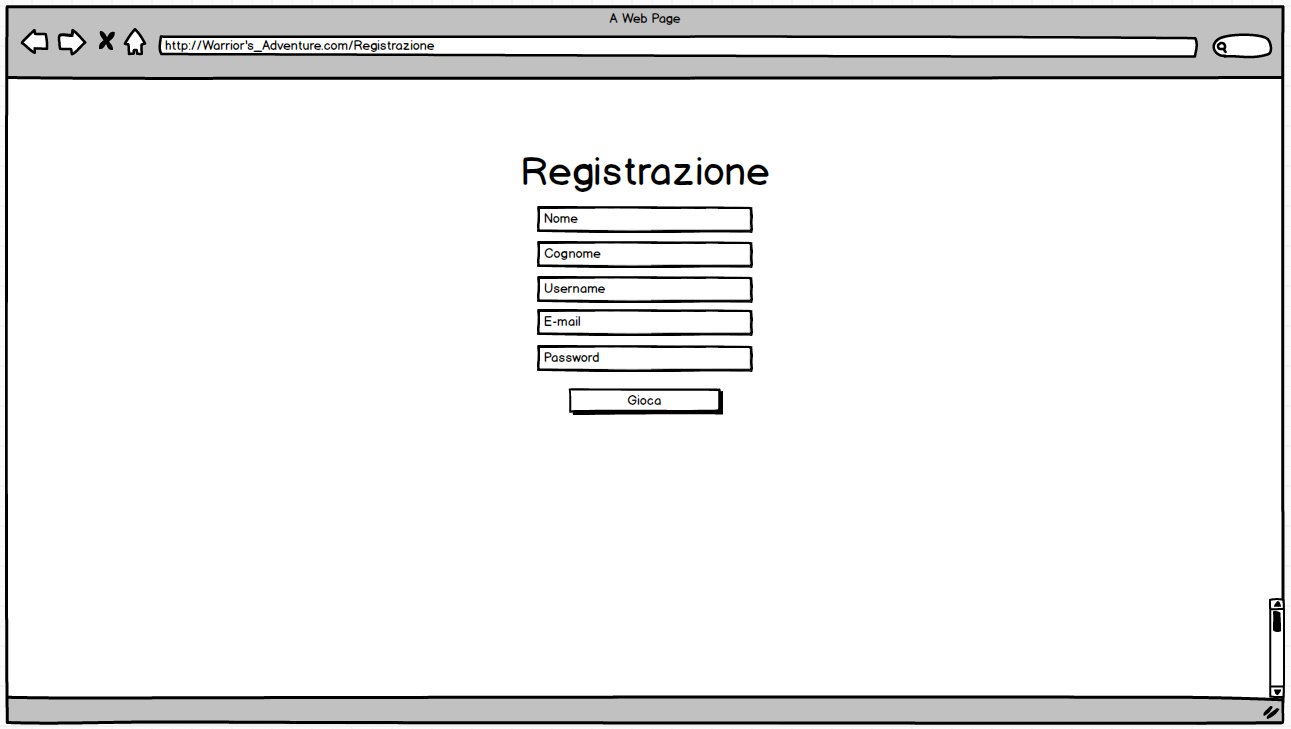 A Web Page
http://Warrior's_Adventure.com/Registrazione
Registrazione
Nome
Cognome
Username
E-mail
Password
Gioca